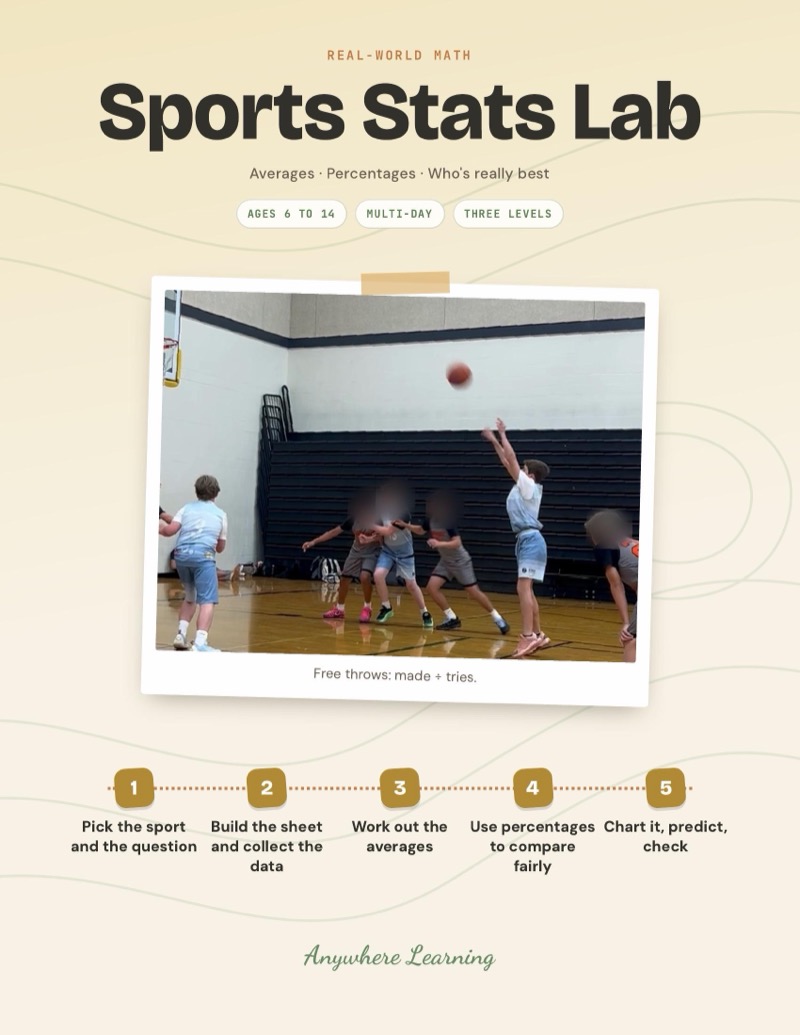 REAL-WORLD MATH
Sports Stats Lab
Averages · Percentages · Who's really best
AGES 6 TO 14
MULTI-DAY
THREE LEVELS
Free throws: made ÷ tries.
1
2
3
4
5
Pick the sport
and the question
Build the sheet
and collect the
data
Work out the
averages
Use percentages
to compare
fairly
Chart it, predict,
check
Anywhere Learning